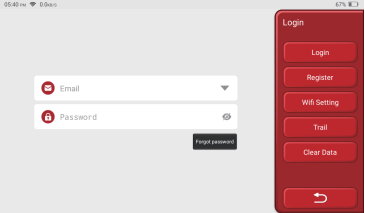 05:40 PM 0.0KB/S 67%
Login
Login
Email
Register
Wifi Setting
Password
Trail
Forgot password
Clear Data